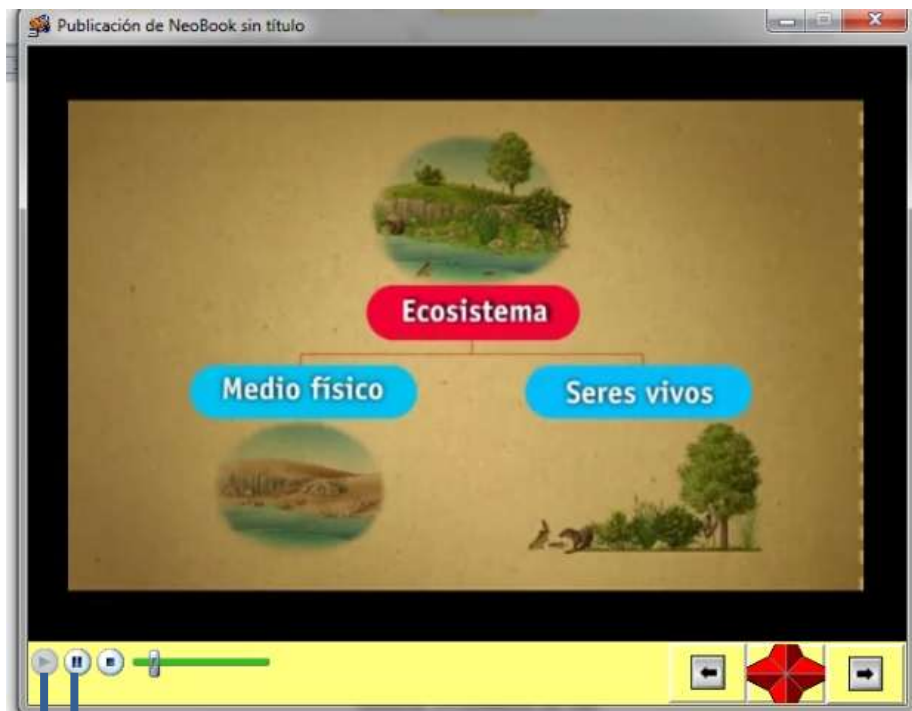 Publicación de NeoBook sin título
Ecosistema
Medio físico
Seres vivos